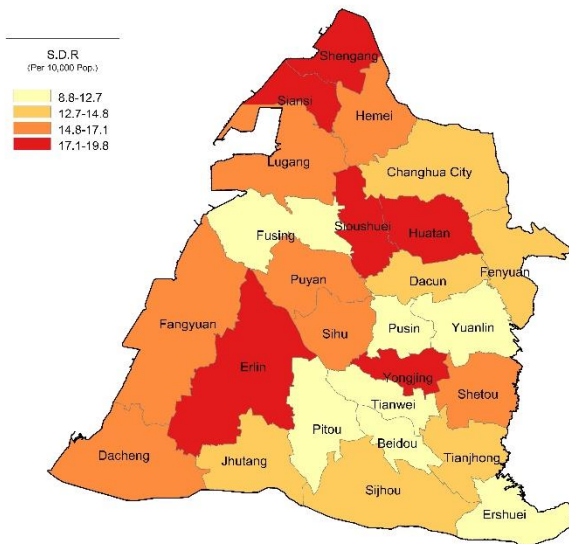 S.D.R
(Per 10,000 Pop.)
8.8-12.7
12.7-14.8
14.8-17.1
17.1-19.8
Shengang
Siansi
Hemei
Lugang
Changhua City
Sioushuei
Huatan
Fusing
Fenyuan
Puyan
Dacun
Fangyuan
Sihu
Pusin
Yuanlin
Erlin
Yongjing
Shetou
Tianwei
Pitou
Beidou
Dacheng
Jhutang
Tianjhong
Sijhou
Ershuei